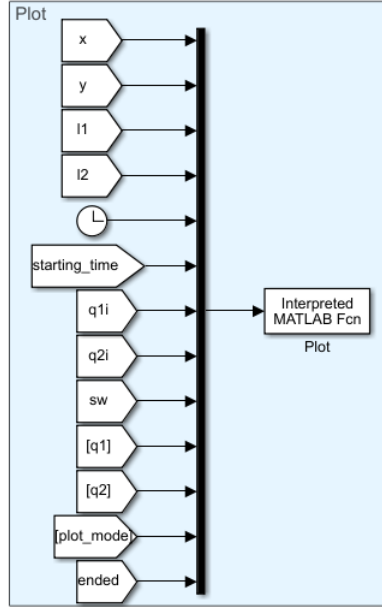 Plot
x
y
l1
l2
starting_time
q1i
q2i
sw
[q1]
[q2]
[plot_mode]
ended
Interpreted
MATLAB Fcn
Plot